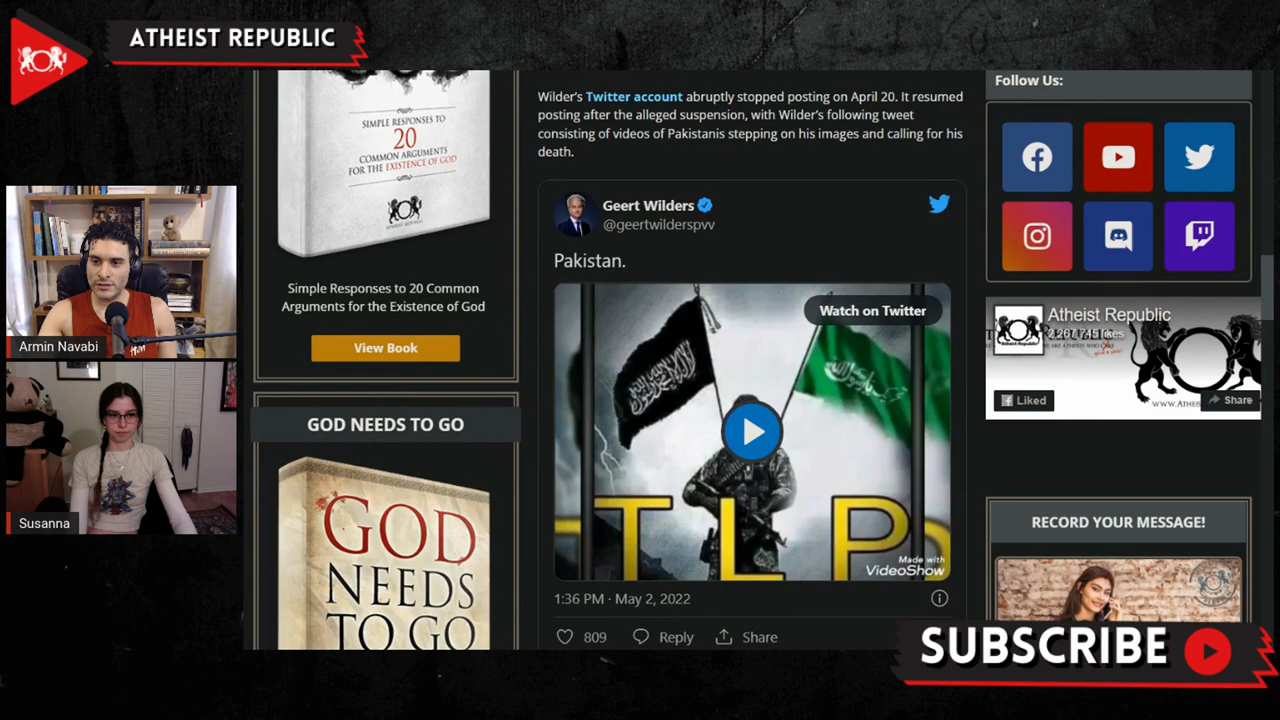 ATHEIST REPUBLIC
Armin Navabi
Susanna
SIMPLE RESPONSES TO
20
COMMON ARGUMENTS
FOR THE EXISTENCE OF GOD
Simple Responses to 20 Common
Arguments for the Existence of God
View Book
GOD NEEDS TO GO
GOD
NEEDS
TO GO
Wilder’s Twitter account abruptly stopped posting on April 20. It resumed
posting after the alleged suspension, with Wilder’s following tweet
consisting of videos of Pakistanis stepping on his images and calling for his
death.
Geert Wilders
@geertwilderspvv
Pakistan.
Watch on Twitter
TLP
Made with
VideoShow
1:36 PM · May 2, 2022
809 Reply Share
Follow Us:
Atheist Republic
2,267,745 likes
Liked
Share
RECORD YOUR MESSAGE!
SUBSCRIBE